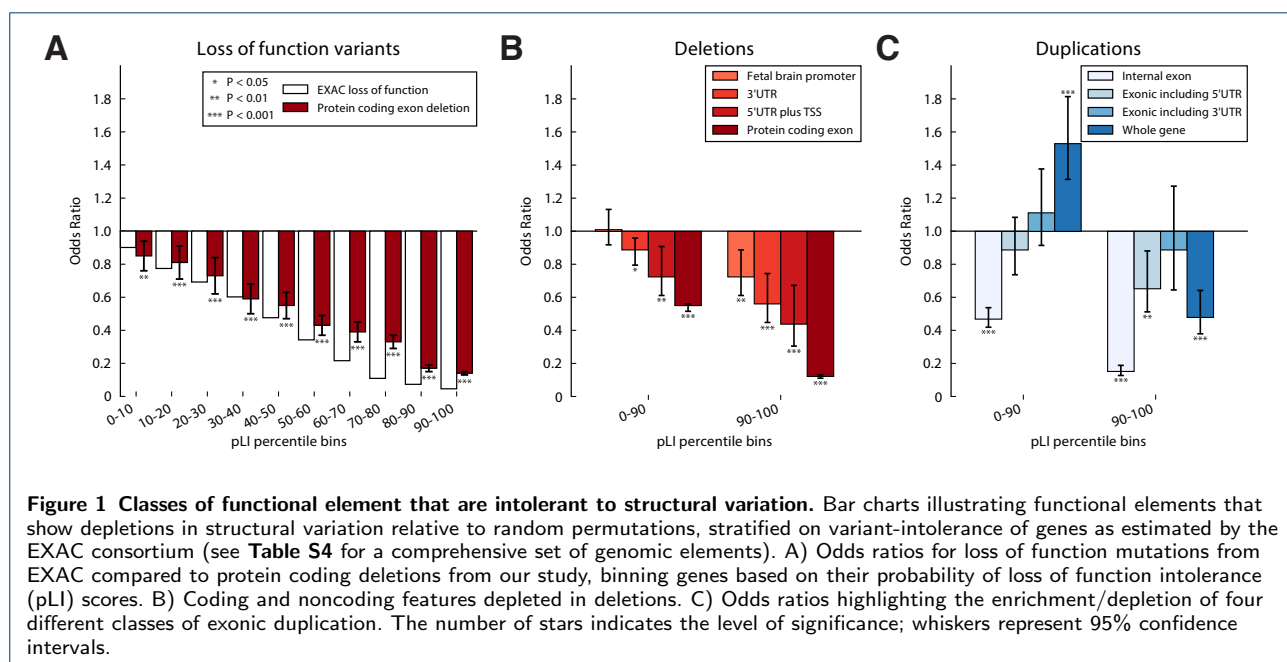 A
Loss of function variants
* P < 0.05
** P < 0.01
*** P < 0.001
EXAC loss of function
Protein coding exon deletion
Odds Ratio
1.8
1.6
1.4
1.2
1.0
0.8
0.6
0.4
0.2
0
**
***
***
***
***
***
***
***
***
***
0-10
10-20
20-30
30-40
40-50
50-60
60-70
70-80
80-90
90-100
pLI percentile bins
B
Deletions
Fetal brain promoter
3'UTR
5'UTR plus TSS
Protein coding exon
Odds Ratio
1.8
1.6
1.4
1.2
1.0
0.8
0.6
0.4
0.2
0
*
**
***
**
***
***
***
0-90
90-100
pLI percentile bins
C
Duplications
Internal exon
Exonic including 5'UTR
Exonic including 3'UTR
Whole gene
Odds Ratio
1.8
1.6
1.4
1.2
1.0
0.8
0.6
0.4
0.2
0
***
***
***
**
***
0-90
90-100
pLI percentile bins
Figure 1 Classes of functional element that are intolerant to structural variation. Bar charts illustrating functional elements that
show depletions in structural variation relative to random permutations, stratified on variant-intolerance of genes as estimated by the
EXAC consortium (see Table S4 for a comprehensive set of genomic elements). A) Odds ratios for loss of function mutations from
EXAC compared to protein coding deletions from our study, binning genes based on their probability of loss of function intolerance
(pLI) scores. B) Coding and noncoding features depleted in deletions. C) Odds ratios highlighting the enrichment/depletion of four
different classes of exonic duplication. The number of stars indicates the level of significance; whiskers represent 95% confidence
intervals.